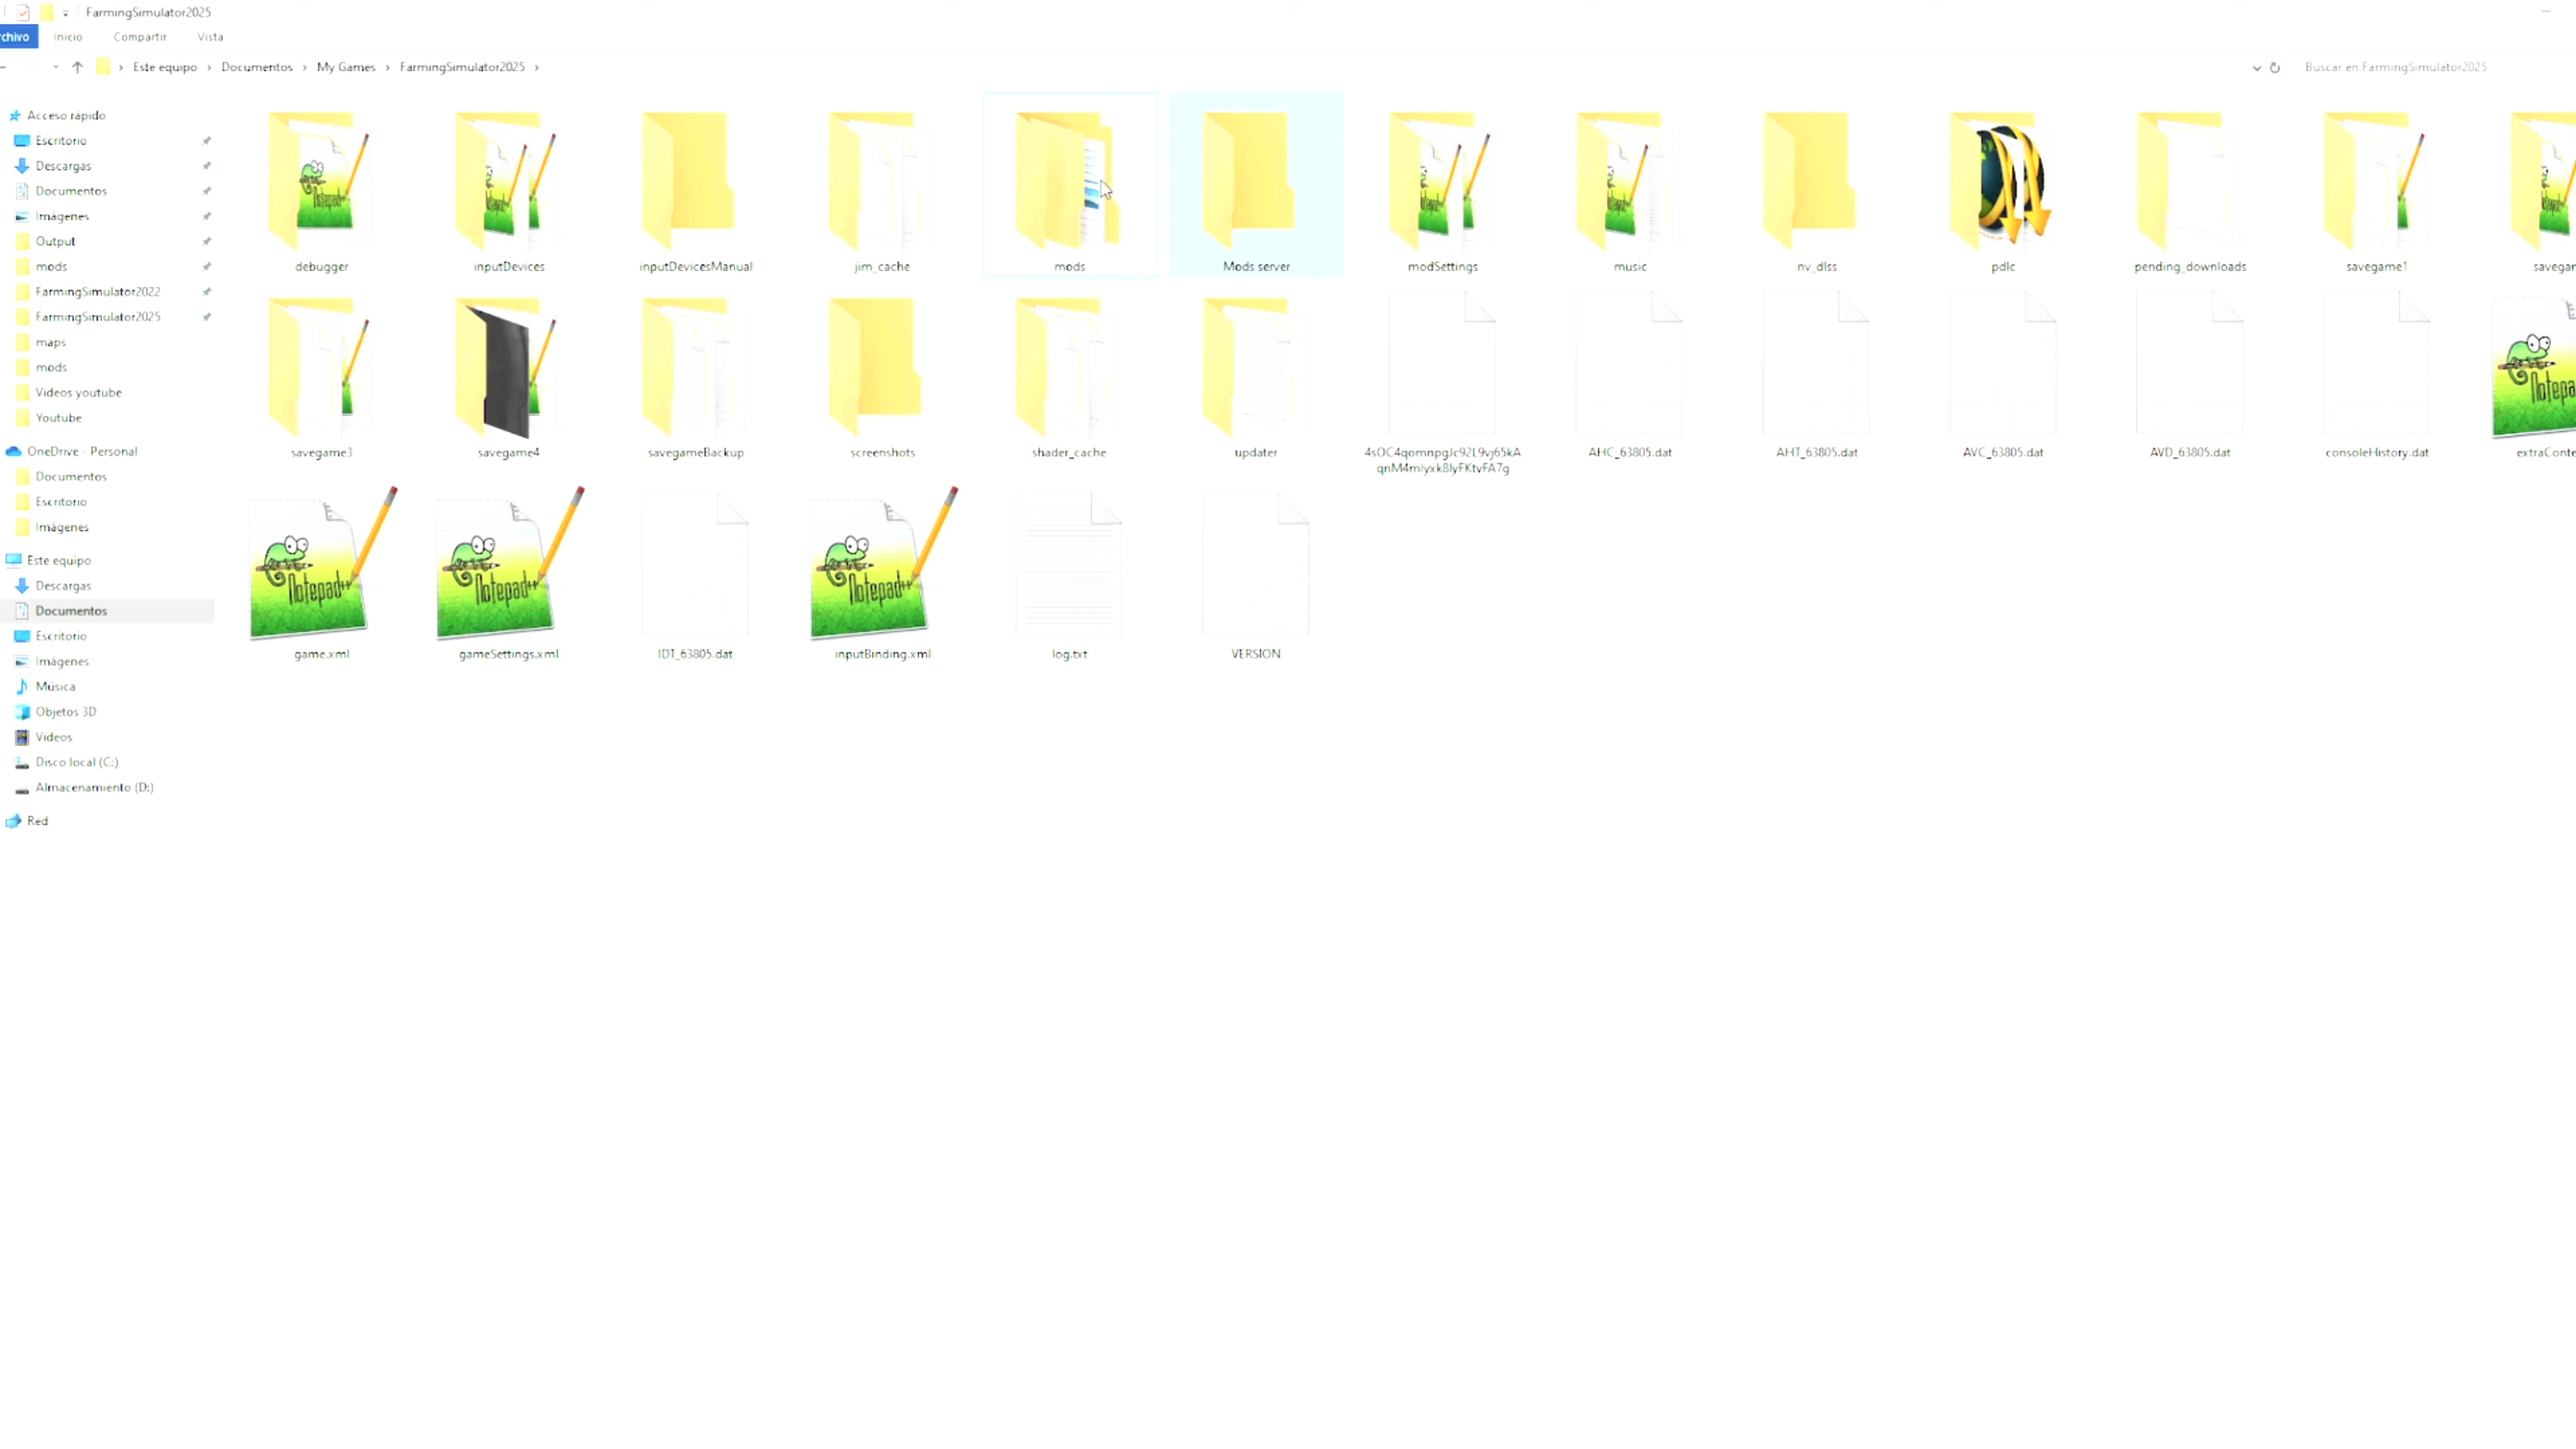 FarmingSimulator2025
Inicio Compartir Vista
Este equipo › Documentos › My Games › FarmingSimulator2025 ›
Buscar en FarmingSimulator2025
Acceso rápido
Escritorio
Descargas
Documentos
Imágenes
Output
mods
FarmingSimulator2022
FarmingSimulator2025
maps
mods
Videos youtube
Youtube
OneDrive - Personal
Documentos
Escritorio
Imágenes
Este equipo
Descargas
Documentos
Escritorio
Imágenes
Música
Objetos 3D
Vídeos
Disco local (C:)
Almacenamiento (D:)
Red
debugger inputDevices inputDevicesManual jim_cache mods Mods server modSettings music nv_dlss pdlc pending_downloads savegame1
savegame3 savegame4 savegameBackup screenshots shader_cache updater AHC_63805.dat AHT_63805.dat AVC_63805.dat AVD_63805.dat consoleHistory.dat
Notepad++ Notepad++ Notepad++
game.xml gameSettings.xml IDT_63805.dat inputBinding.xml log.txt VERSION